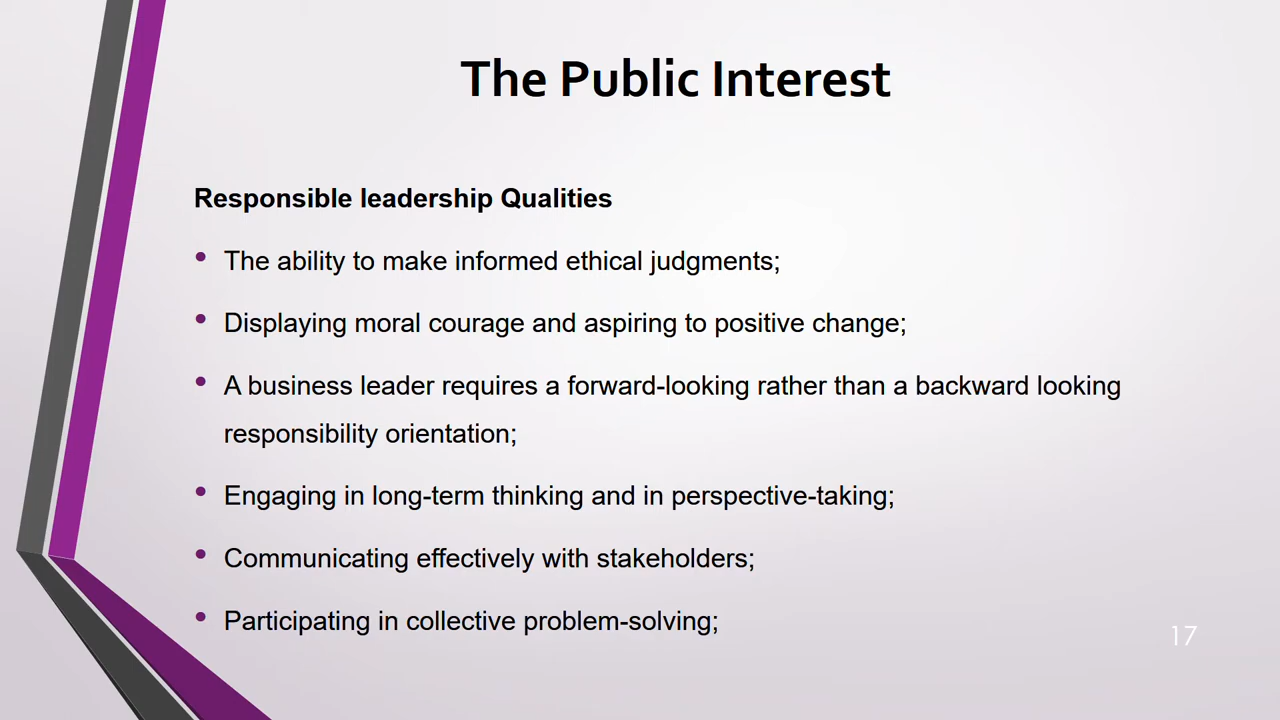 The Public Interest
Responsible leadership Qualities
• The ability to make informed ethical judgments;
• Displaying moral courage and aspiring to positive change;
• A business leader requires a forward-looking rather than a backward looking
responsibility orientation;
• Engaging in long-term thinking and in perspective-taking;
• Communicating effectively with stakeholders;
• Participating in collective problem-solving;
17